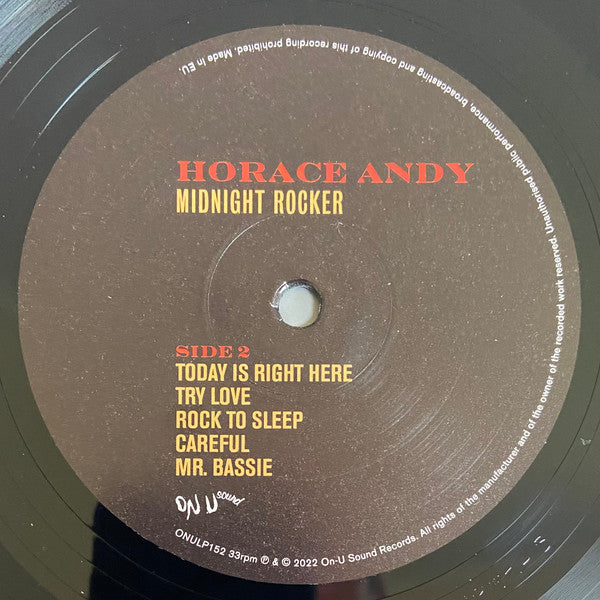 HORACE ANDY
MIDNIGHT ROCKER
SIDE 2
TODAY IS RIGHT HERE
TRY LOVE
ROCK TO SLEEP
CAREFUL
MR. BASSIE
ON U Sound
ONULP152 33rpm ℗ & © 2022 On-U Sound Records. All rights of the manufacturer and of the owner of the recorded work reserved. Unauthorised public performance, broadcasting and copying of this recording prohibited. Made in EU.